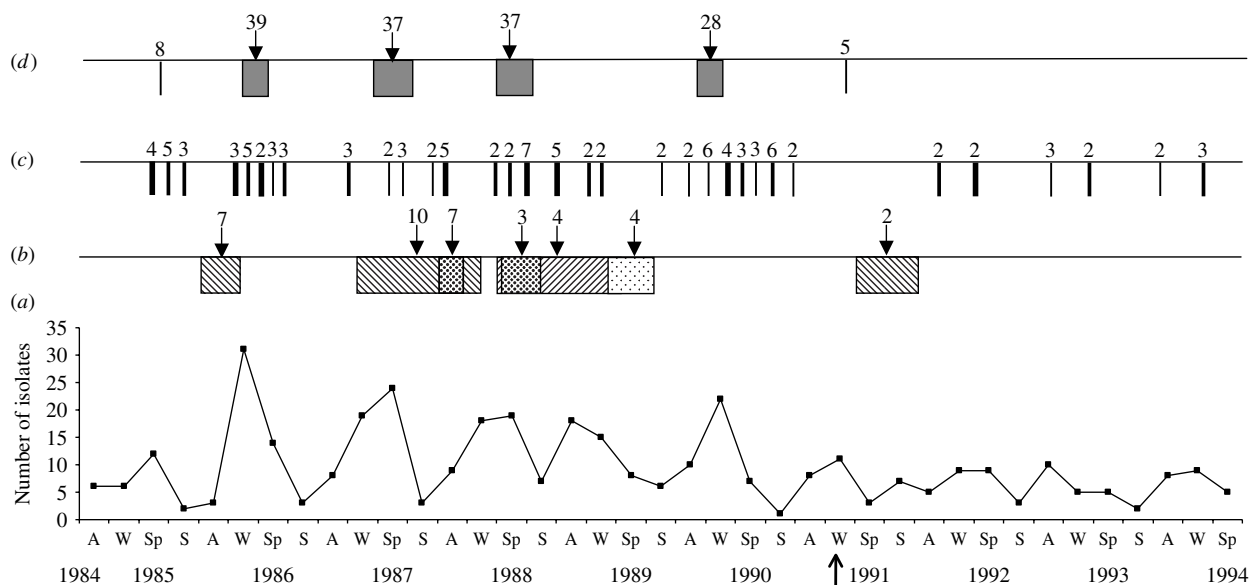 39 37 37 28
8 5
(d)
4 5 3 3 5 2 3 3 3 2 3 2 5 2 2 7 5 2 2 2 2 6 4 3 3 6 2 2 2 3 2 2 3
(c)
7 10 7 3 4 4 2
(b)
(a)
Number of isolates
35
30
25
20
15
10
5
0
A W Sp S A W Sp S A W Sp S A W Sp S A W Sp S A W Sp S A W Sp S A W Sp S A W Sp S A W Sp
1984 1985 1986 1987 1988 1989 1990 1991 1992 1993 1994